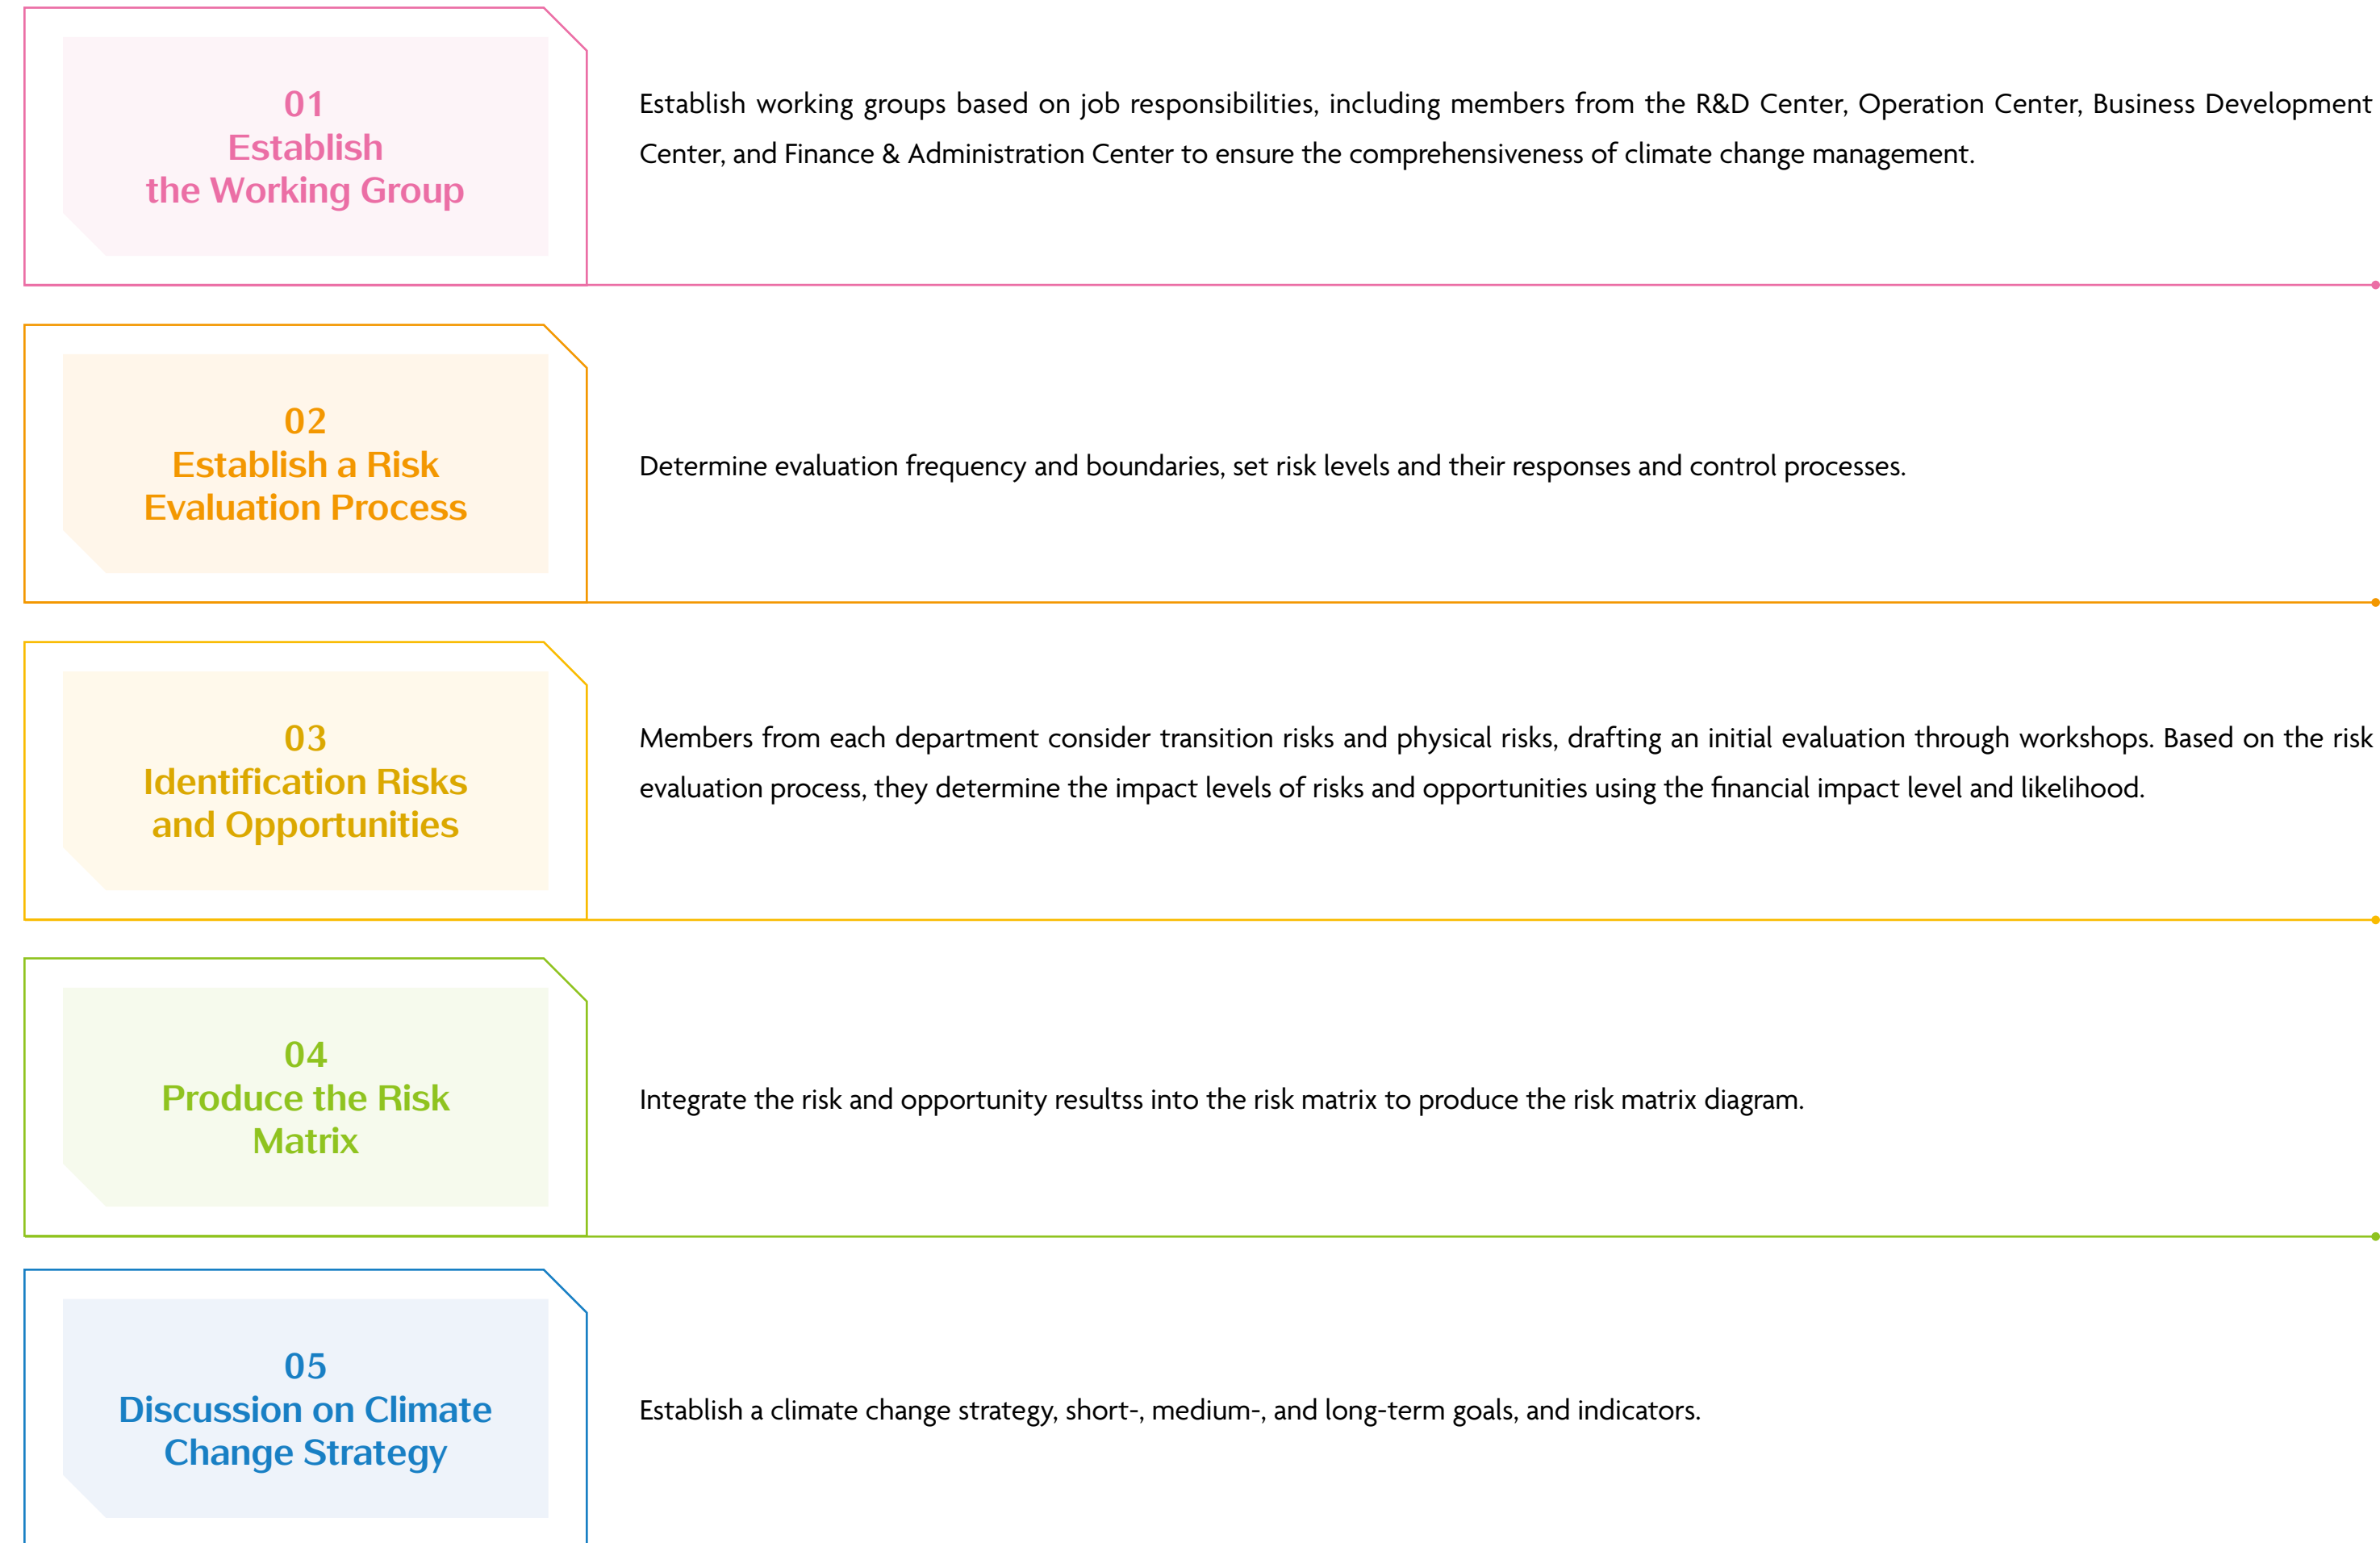 01
Establish
the Working Group
Establish working groups based on job responsibilities, including members from the R&D Center, Operation Center, Business Development
Center, and Finance & Administration Center to ensure the comprehensiveness of climate change management.
02
Establish a Risk
Evaluation Process
Determine evaluation frequency and boundaries, set risk levels and their responses and control processes.
03
Identification Risks
and Opportunities
Members from each department consider transition risks and physical risks, drafting an initial evaluation through workshops. Based on the risk
evaluation process, they determine the impact levels of risks and opportunities using the financial impact level and likelihood.
04
Produce the Risk
Matrix
Integrate the risk and opportunity resultss into the risk matrix to produce the risk matrix diagram.
05
Discussion on Climate
Change Strategy
Establish a climate change strategy, short-, medium-, and long-term goals, and indicators.